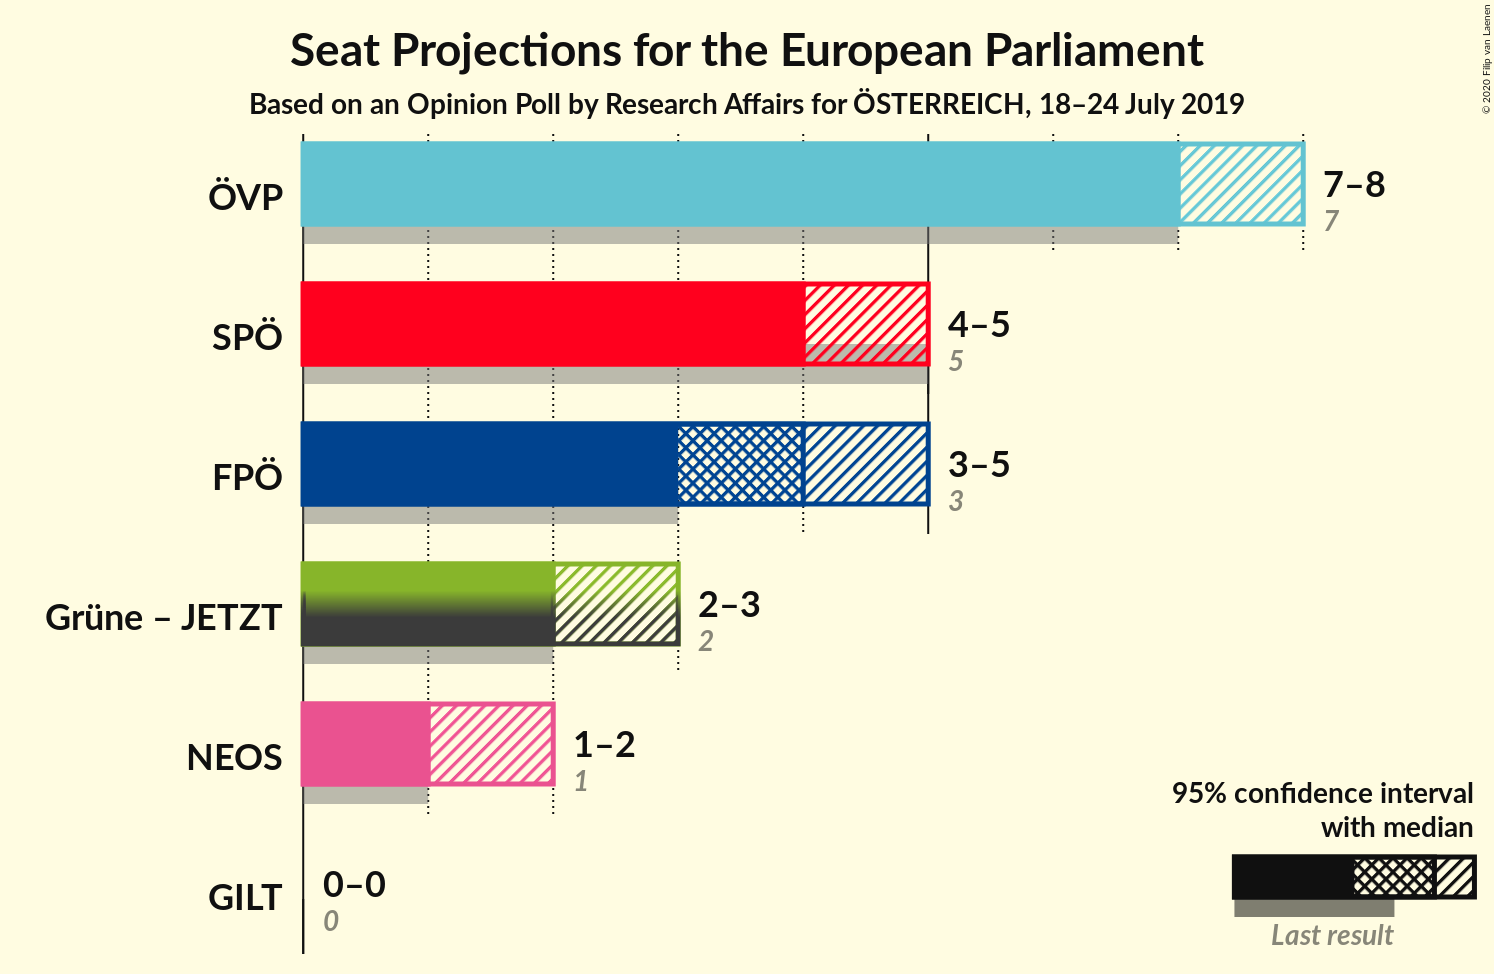 Seat Projections for the European Parliament
Based on an Opinion Poll by Research Affairs for ÖSTERREICH, 18–24 July 2019
© 2020 Filip van Laenen
ÖVP
7–8
7
SPÖ
4–5
5
FPÖ
3–5
3
Grüne – JETZT
2–3
2
NEOS
1–2
1
GILT
0–0
0
95% confidence interval
with median
Last result